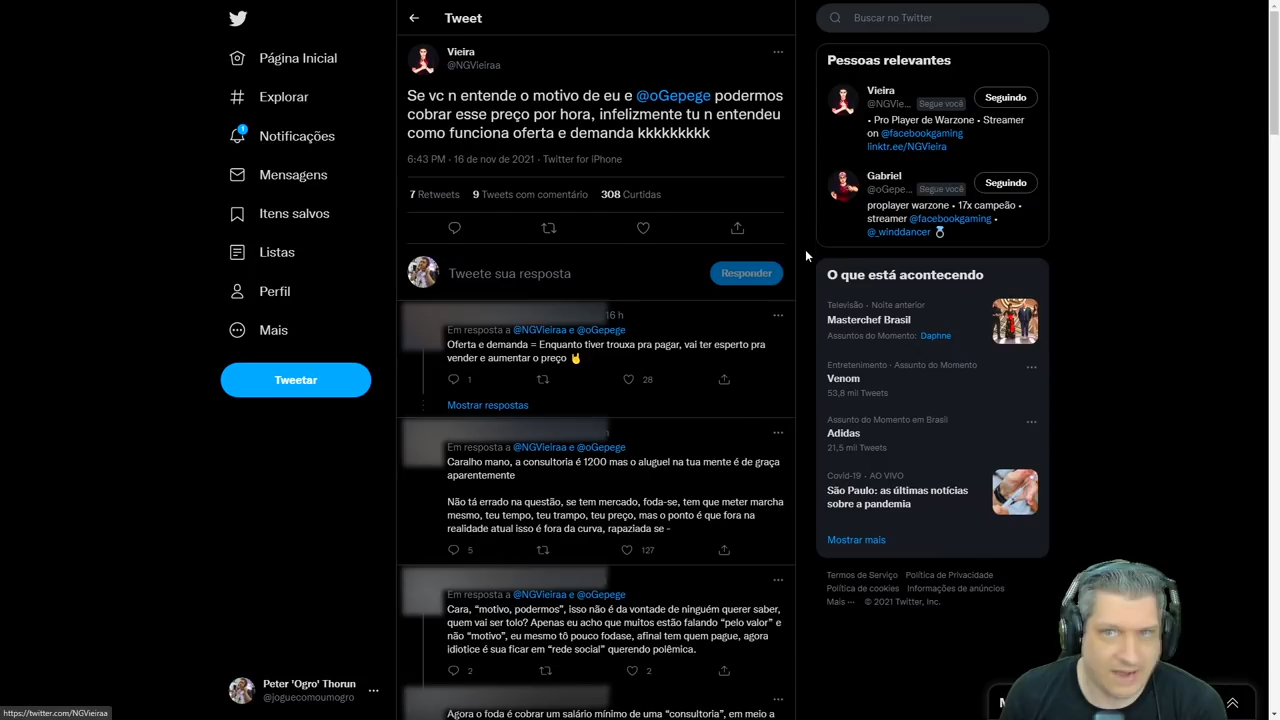 Tweet
Buscar no Twitter
Página Inicial
Explorar
1
Notificações
Mensagens
Itens salvos
Listas
Perfil
Mais
Tweetar
Peter 'Ogro' Thorun
@joguecomoumogro
https://twitter.com/NGVieiraa
Vieira
@NGVieiraa
Se vc n entende o motivo de eu e @oGepege podermos
cobrar esse preço por hora, infelizmente tu n entendeu
como funciona oferta e demanda kkkkkkkkk
6:43 PM · 16 de nov de 2021 · Twitter for iPhone
7 Retweets 9 Tweets com comentário 308 Curtidas
Tweete sua resposta
Responder
16 h
Em resposta a @NGVieiraa e @oGepege
Oferta e demanda = Enquanto tiver trouxa pra pagar, vai ter esperto pra
vender e aumentar o preço 🤘
1 28
Mostrar respostas
Em resposta a @NGVieiraa e @oGepege
Caralho mano, a consultoria é 1200 mas o aluguel na tua mente é de graça
aparentemente
Não tá errado na questão, se tem mercado, foda-se, tem que meter marcha
mesmo, teu tempo, teu trampo, teu preço, mas o ponto é que fora na
realidade atual isso é fora da curva, rapaziada se -
5 127
Em resposta a @NGVieiraa e @oGepege
Cara, “motivo, podermos”, isso não é da vontade de ninguém querer saber,
quem vai ser tolo? Apenas eu acho que muitos estão falando “pelo valor” e
não “motivo”, eu mesmo tô pouco fodase, afinal tem quem pague, agora
idiotice é sua ficar em “rede social” querendo polêmica.
2 2
Agora o foda é cobrar um salário mínimo de uma “consultoria”, em meio a
Pessoas relevantes
Vieira
@NGVie... Segue você
Seguindo
• Pro Player de Warzone • Streamer
on @facebookgaming
linktr.ee/NGVieira
Gabriel
@oGepe... Segue você
Seguindo
proplayer warzone • 17x campeão •
streamer @facebookgaming •
@_winddancer 💍
O que está acontecendo
Televisão · Noite anterior
Masterchef Brasil
Assuntos do Momento: Daphne
Entretenimento · Assunto do Momento
Venom
53,8 mil Tweets
Assunto do Momento em Brasil
Adidas
21,5 mil Tweets
Covid-19 · AO VIVO
São Paulo: as últimas notícias
sobre a pandemia
Mostrar mais
Termos de Serviço Política de Privacidade
Política de cookies Informações de anúncios
Mais ··· © 2021 Twitter, Inc.